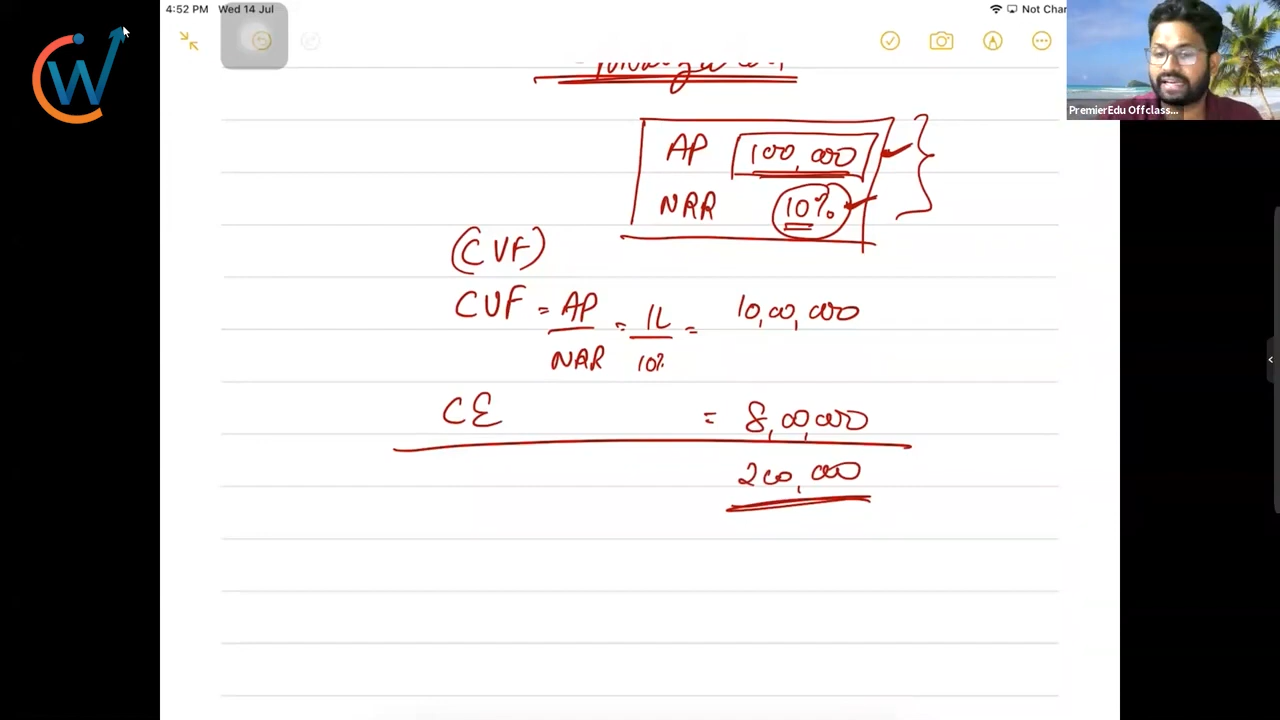 4:52 PM Wed 14 Jul
Not Char
CW
PremierEdu Offclass...
AP 100,000
NRR 10%
(CVF)
CVF = AP / NRR = 1L / 10% = 10,00,000
CE = 8,00,000
200,000